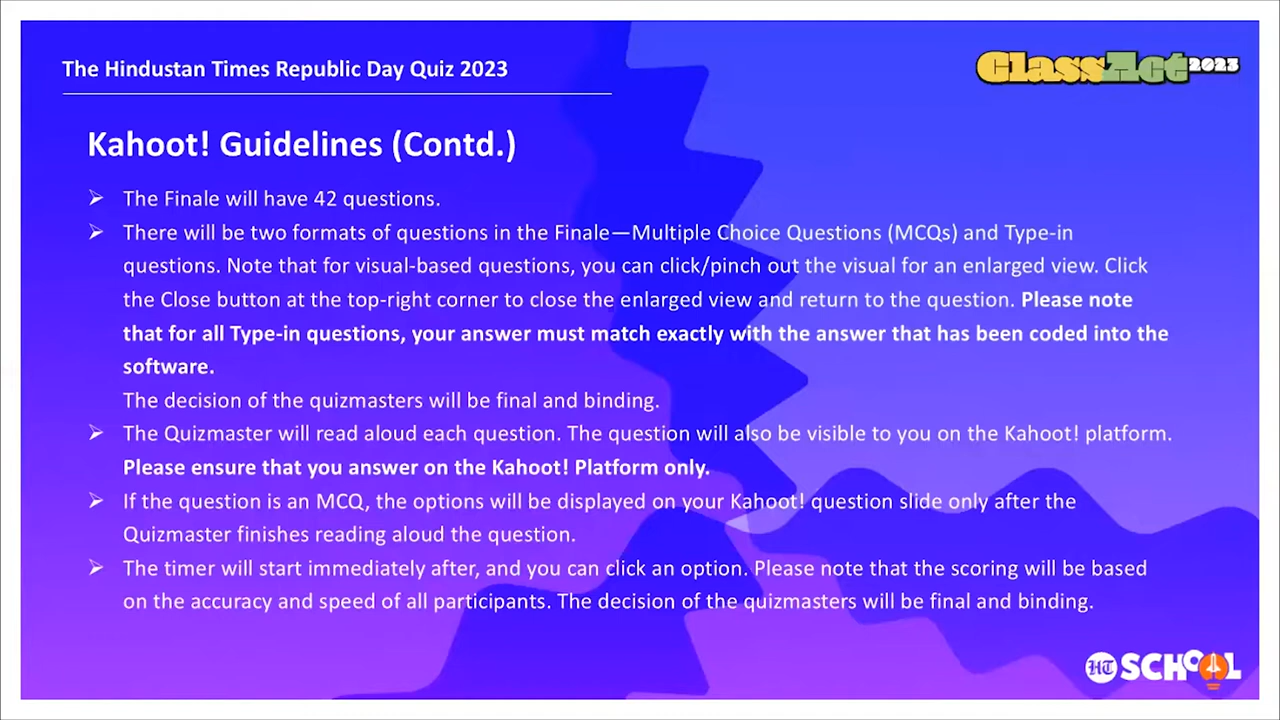 The Hindustan Times Republic Day Quiz 2023
ClassAct 2023
Kahoot! Guidelines (Contd.)
➢ The Finale will have 42 questions.
➢ There will be two formats of questions in the Finale—Multiple Choice Questions (MCQs) and Type-in
questions. Note that for visual-based questions, you can click/pinch out the visual for an enlarged view. Click
the Close button at the top-right corner to close the enlarged view and return to the question. Please note
that for all Type-in questions, your answer must match exactly with the answer that has been coded into the
software.
The decision of the quizmasters will be final and binding.
➢ The Quizmaster will read aloud each question. The question will also be visible to you on the Kahoot! platform.
Please ensure that you answer on the Kahoot! Platform only.
➢ If the question is an MCQ, the options will be displayed on your Kahoot! question slide only after the
Quizmaster finishes reading aloud the question.
➢ The timer will start immediately after, and you can click an option. Please note that the scoring will be based
on the accuracy and speed of all participants. The decision of the quizmasters will be final and binding.
HT SCHOOL